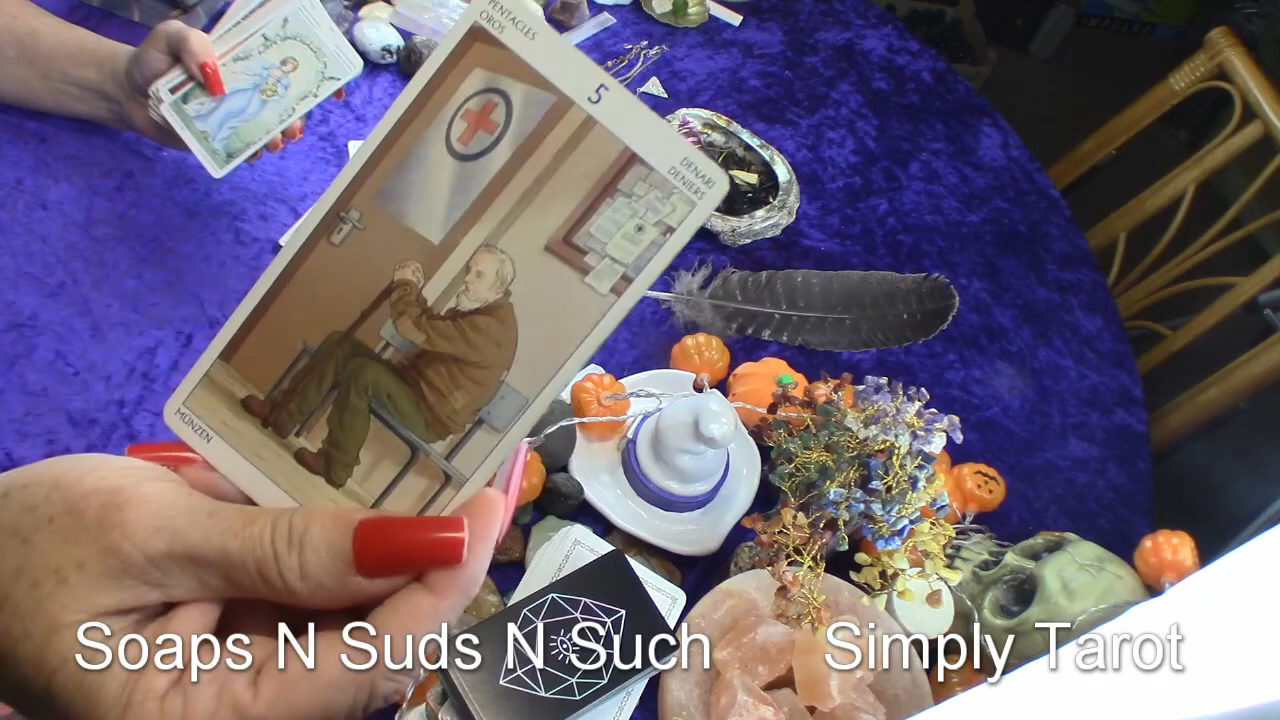 PENTACLES
OROS
5
DENARI
DENIERS
MÜNZEN
Soaps N Suds N Such Simply Tarot